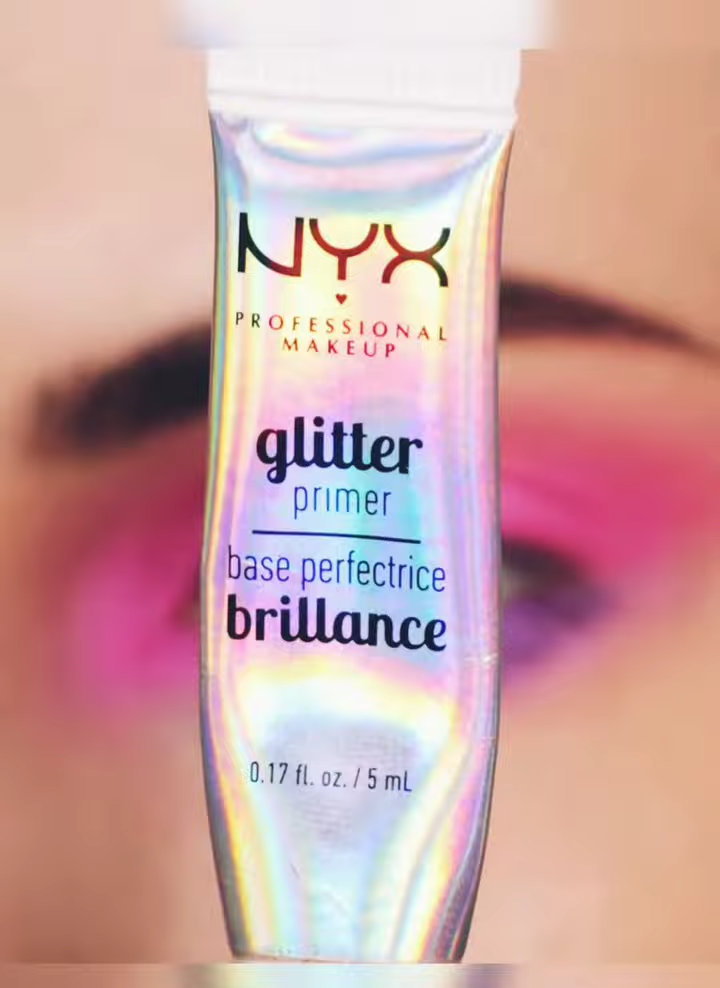 NYX
PROFESSIONAL
MAKEUP
glitter
primer
base perfectrice
brillance
0.17 fl. oz. / 5 mL